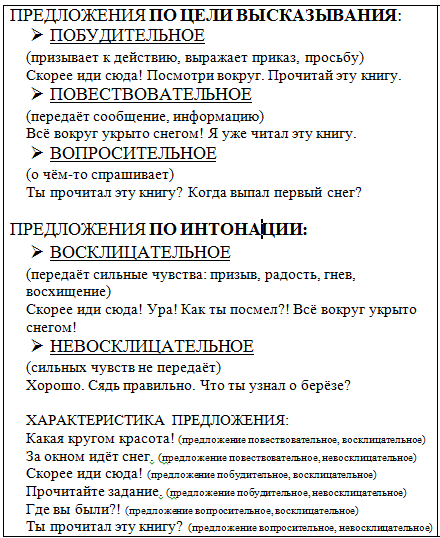 ПРЕДЛОЖЕНИЯ ПО ЦЕЛИ ВЫСКАЗЫВАНИЯ:
➢ ПОБУДИТЕЛЬНОЕ
(призывает к действию, выражает приказ, просьбу)
Скорее иди сюда! Посмотри вокруг. Прочитай эту книгу.
➢ ПОВЕСТВОВАТЕЛЬНОЕ
(передаёт сообщение, информацию)
Всё вокруг укрыто снегом! Я уже читал эту книгу.
➢ ВОПРОСИТЕЛЬНОЕ
(о чём-то спрашивает)
Ты прочитал эту книгу? Когда выпал первый снег?
ПРЕДЛОЖЕНИЯ ПО ИНТОНАЦИИ:
➢ ВОСКЛИЦАТЕЛЬНОЕ
(передаёт сильные чувства: призыв, радость, гнев,
восхищение)
Скорее иди сюда! Ура! Как ты посмел?! Всё вокруг укрыто
снегом!
➢ НЕВОСКЛИЦАТЕЛЬНОЕ
(сильных чувств не передаёт)
Хорошо. Сядь правильно. Что ты узнал о берёзе?
ХАРАКТЕРИСТИКА ПРЕДЛОЖЕНИЯ:
Какая кругом красота! (предложение повествовательное, восклицательное)
За окном идёт снег. (предложение повествовательное, невосклицательное)
Скорее иди сюда! (предложение побудительное, восклицательное)
Прочитайте задание. (предложение побудительное, невосклицательное)
Где вы были?! (предложение вопросительное, восклицательное)
Ты прочитал эту книгу? (предложение вопросительное, невосклицательное)